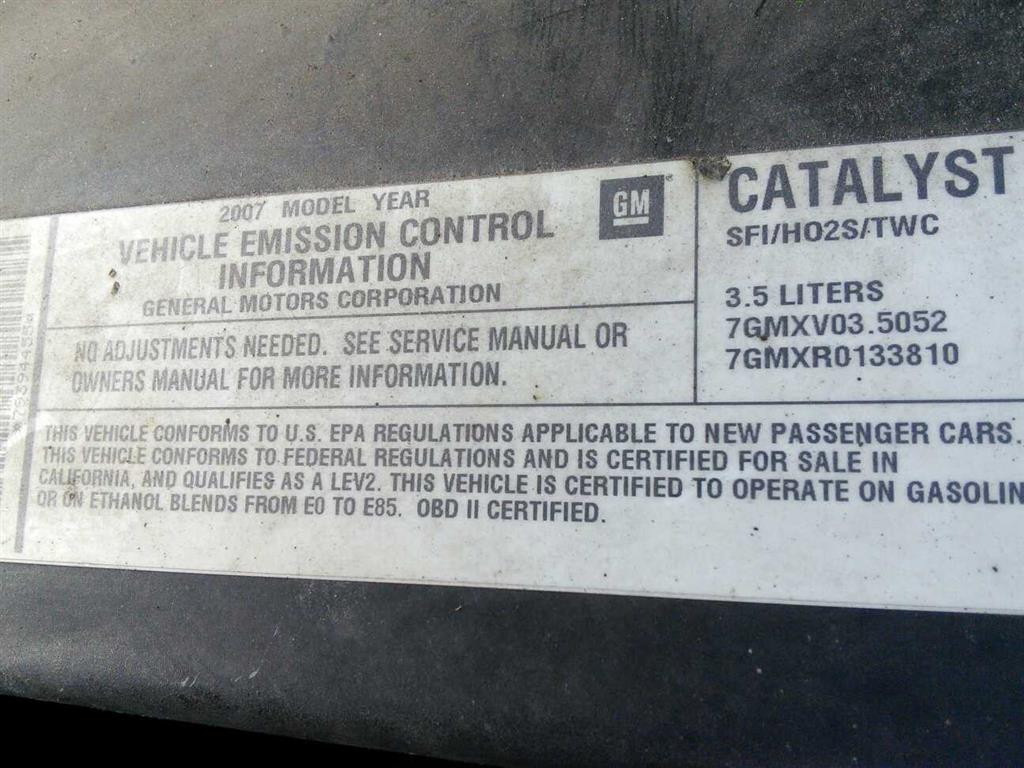 2007 MODEL YEAR
VEHICLE EMISSION CONTROL
INFORMATION
GENERAL MOTORS CORPORATION
GM
NO ADJUSTMENTS NEEDED. SEE SERVICE MANUAL OR
OWNERS MANUAL FOR MORE INFORMATION.
CATALYST
SFI/HO2S/TWC
3.5 LITERS
7GMXV03.5052
7GMXR0133810
THIS VEHICLE CONFORMS TO U.S. EPA REGULATIONS APPLICABLE TO NEW PASSENGER CARS.
THIS VEHICLE CONFORMS TO FEDERAL REGULATIONS AND IS CERTIFIED FOR SALE IN
CALIFORNIA, AND QUALIFIES AS A LEV2. THIS VEHICLE IS CERTIFIED TO OPERATE ON GASOLIN
OR ON ETHANOL BLENDS FROM E0 TO E85. OBD II CERTIFIED.